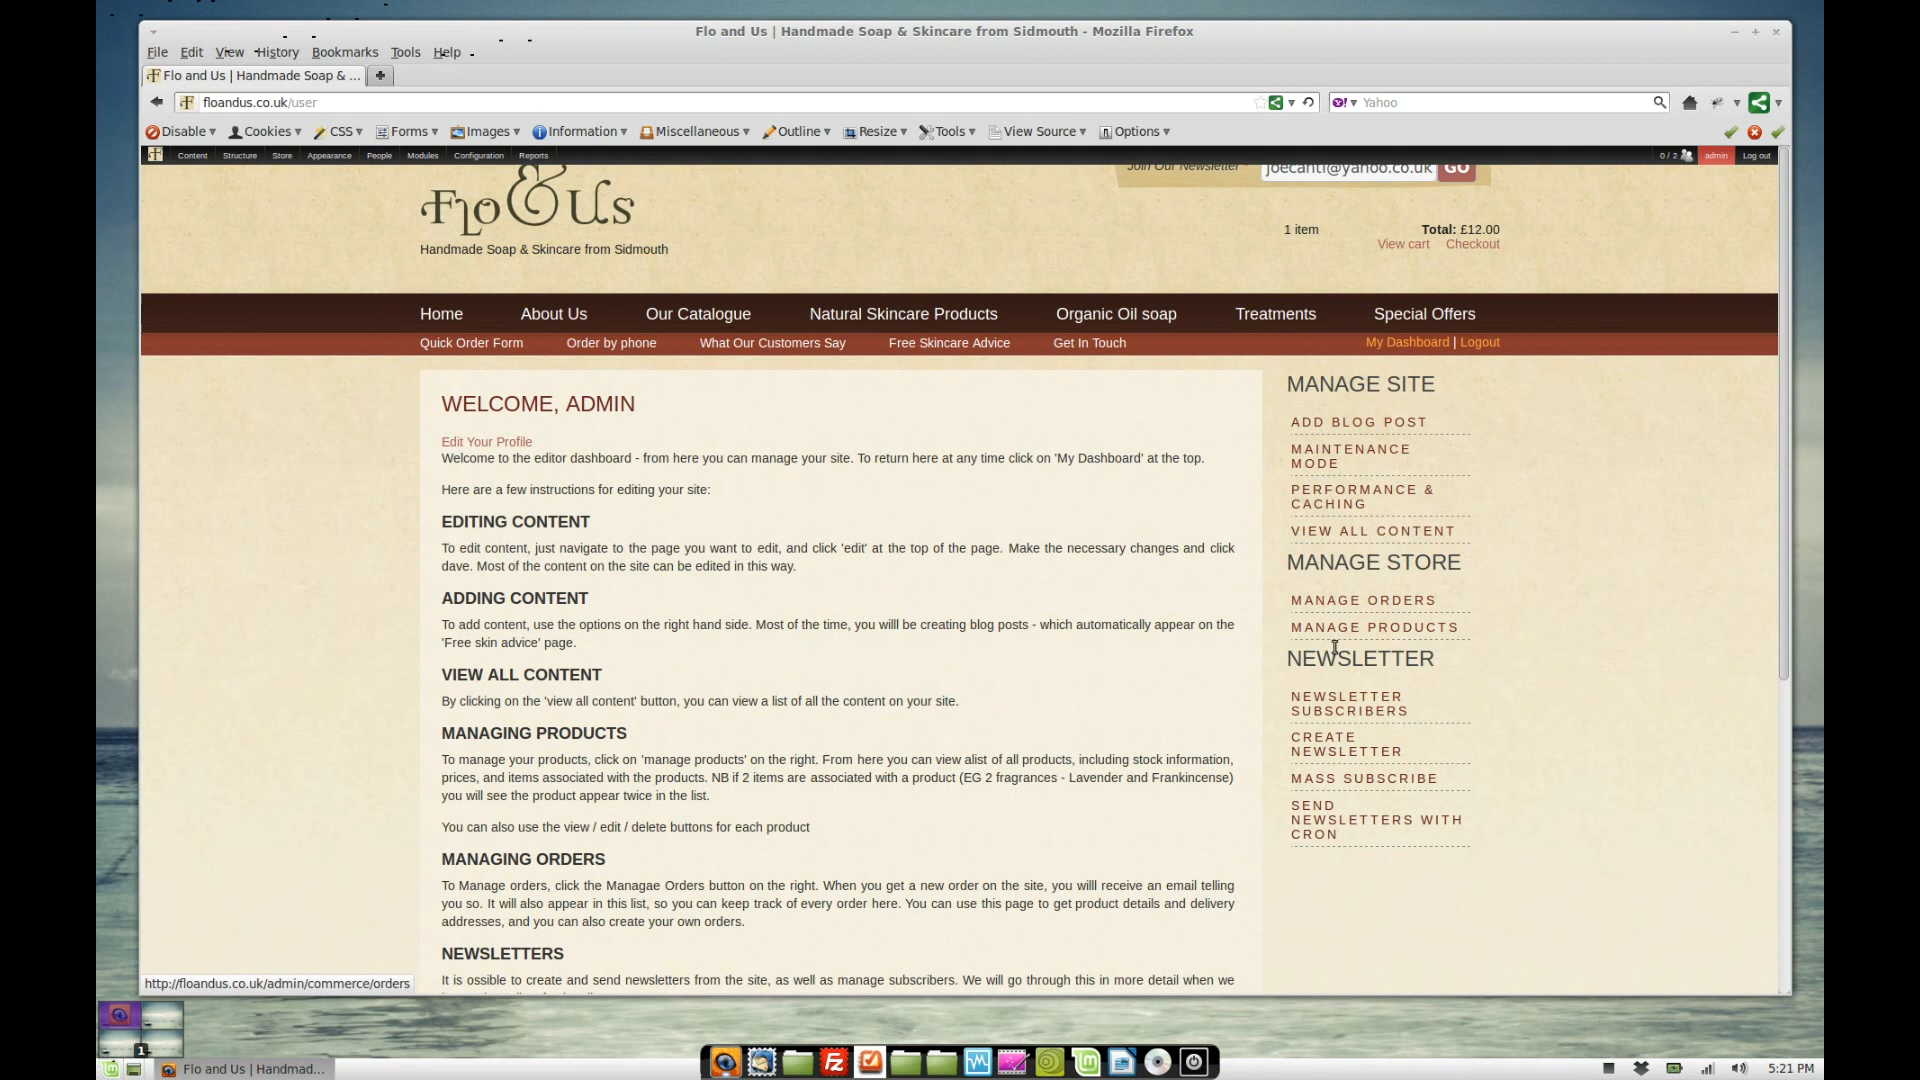 Flo and Us | Handmade Soap & Skincare from Sidmouth - Mozilla Firefox
File Edit View History Bookmarks Tools Help
Flo and Us | Handmade Soap & ...
floandus.co.uk/user
Yahoo
Disable Cookies CSS Forms Images Information Miscellaneous Outline Resize Tools View Source Options
Content Structure Store Appearance People Modules Configuration Reports
0 / 2 admin Log out
Join Our Newsletter joecanti@yahoo.co.uk GO
Flo & Us
Handmade Soap & Skincare from Sidmouth
1 item Total: £12.00
View cart Checkout
Home About Us Our Catalogue Natural Skincare Products Organic Oil soap Treatments Special Offers
Quick Order Form Order by phone What Our Customers Say Free Skincare Advice Get In Touch My Dashboard | Logout
WELCOME, ADMIN
Edit Your Profile
Welcome to the editor dashboard - from here you can manage your site. To return here at any time click on 'My Dashboard' at the top.
Here are a few instructions for editing your site:
EDITING CONTENT
To edit content, just navigate to the page you want to edit, and click 'edit' at the top of the page. Make the necessary changes and click
dave. Most of the content on the site can be edited in this way.
ADDING CONTENT
To add content, use the options on the right hand side. Most of the time, you willl be creating blog posts - which automatically appear on the
'Free skin advice' page.
VIEW ALL CONTENT
By clicking on the 'view all content' button, you can view a list of all the content on your site.
MANAGING PRODUCTS
To manage your products, click on 'manage products' on the right. From here you can view alist of all products, including stock information,
prices, and items associated with the products. NB if 2 items are associated with a product (EG 2 fragrances - Lavender and Frankincense)
you will see the product appear twice in the list.
You can also use the view / edit / delete buttons for each product
MANAGING ORDERS
To Manage orders, click the Managae Orders button on the right. When you get a new order on the site, you willl receive an email telling
you so. It will also appear in this list, so you can keep track of every order here. You can use this page to get product details and delivery
addresses, and you can also create your own orders.
NEWSLETTERS
It is ossible to create and send newsletters from the site, as well as manage subscribers. We will go through this in more detail when we
MANAGE SITE
ADD BLOG POST
MAINTENANCE
MODE
PERFORMANCE &
CACHING
VIEW ALL CONTENT
MANAGE STORE
MANAGE ORDERS
MANAGE PRODUCTS
NEWSLETTER
NEWSLETTER
SUBSCRIBERS
CREATE
NEWSLETTER
MASS SUBSCRIBE
SEND
NEWSLETTERS WITH
CRON
http://floandus.co.uk/admin/commerce/orders
1
Flo and Us | Handmad...
5:21 PM